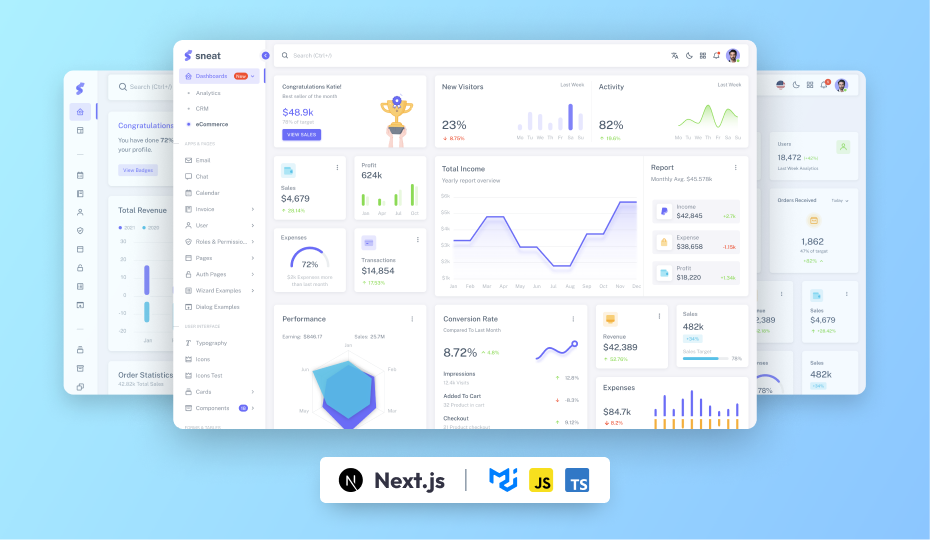 sneat
Search (Ctrl+/)
Dashboards
New
Analytics
CRM
eCommerce
APPS & PAGES
Email
Chat
Calendar
Invoice
User
Roles & Permissio...
Pages
Auth Pages
Wizard Examples
Dialog Examples
USER INTERFACE
Typography
Icons
Icons Test
Cards
Components
Congratulations Katie!
Best seller of the month
$48.9k
78% of target
VIEW SALES
New Visitors
Last Week
23%
8.75%
Mo Tu We Th Fr Sa Su
Activity
Last Week
82%
19.6%
Mo Tu We Th Fr Sa Su
Sales
$4,679
28.14%
Profit
624k
Jan Apr Jul Oct
Expenses
72%
$2k Expenses more
than last month
Transactions
$14,854
17.53%
Total Income
Yearly report overview
Jan Feb Mar Apr May Jun Jul Aug Sep Oct Nov Dec
Report
Monthly Avg. $45.578k
Income
$42,845
+2.7k
Expense
$38,658
-1.15k
Profit
$18,220
+1.34k
Performance
Earning: $846.17
Sales: 25.7M
Jan
Feb
Mar
May
Jun
Conversion Rate
Compared To Last Month
8.72%
4.8%
Impressions
12.4k Visits
12.8%
Added To Cart
32 Product in cart
-8.3%
Checkout
21 Product checkout
9.12%
Revenue
$42,389
52.76%
Sales
482k
+34%
Sales Target
78%
Expenses
$84.7k
8.2%
Search (Ctrl+/)
Congratulations
You have done 72%
your profile.
View Badges
Total Revenue
2021
2020
30
20
10
0
-10
-20
Jan
Order Statistics
42.82k Total Sales
Users
18,472
Last Week Analytics
Orders Received
Today
1,862
47% of target
+82%
2,389
Sales
$4,679
+28.42%
78%
Sales
482k
Next.js
JS
TS